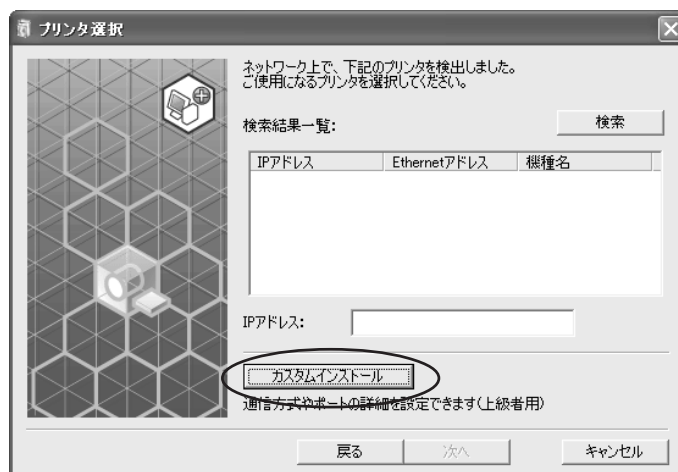 プリンタ選択
ネットワーク上で、下記のプリンタを検出しました。
ご使用になるプリンタを選択してください。
検索結果一覧:
検索
IPアドレス Ethernetアドレス 機種名
IPアドレス:
カスタムインストール
通信方式やポートの詳細を設定できます(上級者用)
戻る 次へ キャンセル